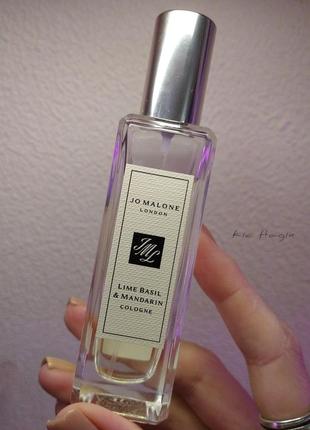 JO MALONE
LONDON
JML
LIME BASIL
& MANDARIN
COLOGNE